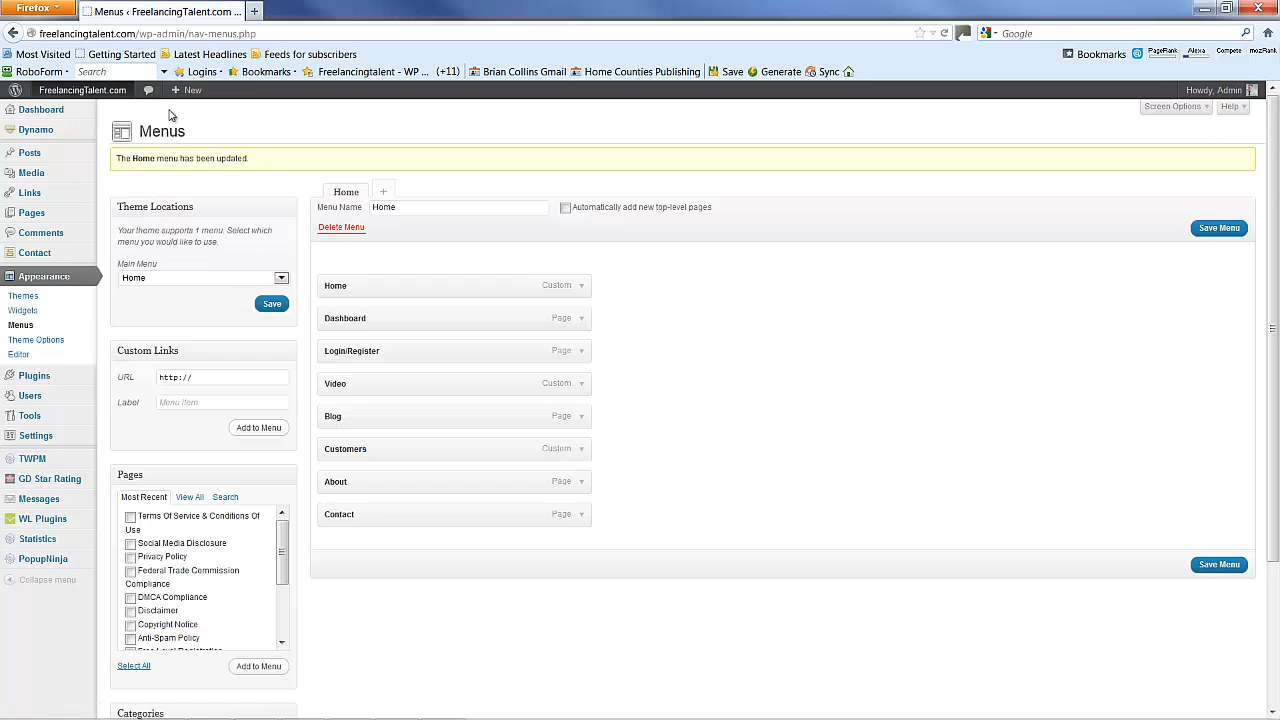 Firefox
Menus ‹ FreelancingTalent.com ...
+
freelancingtalent.com/wp-admin/nav-menus.php
Google
Most Visited Getting Started Latest Headlines Feeds for subscribers
Bookmarks PageRank Alexa Compete mozRank
RoboForm Search Logins Bookmarks Freelancingtalent - WP ... (+11) Brian Collins Gmail Home Counties Publishing Save Generate Sync
FreelancingTalent.com + New Howdy, Admin
Screen Options Help
Dashboard
Dynamo
Posts
Media
Links
Pages
Comments
Contact
Appearance
Themes
Widgets
Menus
Theme Options
Editor
Plugins
Users
Tools
Settings
TWPM
GD Star Rating
Messages
WL Plugins
Statistics
PopupNinja
Collapse menu
Menus
The Home menu has been updated.
Theme Locations
Your theme supports 1 menu. Select which
menu you would like to use.
Main Menu
Home
Save
Custom Links
URL http://
Label Menu Item
Add to Menu
Pages
Most Recent View All Search
Terms Of Service & Conditions Of
Use
Social Media Disclosure
Privacy Policy
Federal Trade Commission
Compliance
DMCA Compliance
Disclaimer
Copyright Notice
Anti-Spam Policy
Select All Add to Menu
Categories
Home +
Menu Name Home Automatically add new top-level pages
Delete Menu Save Menu
Home Custom
Dashboard Page
Login/Register Page
Video Custom
Blog Page
Customers Custom
About Page
Contact Page
Save Menu